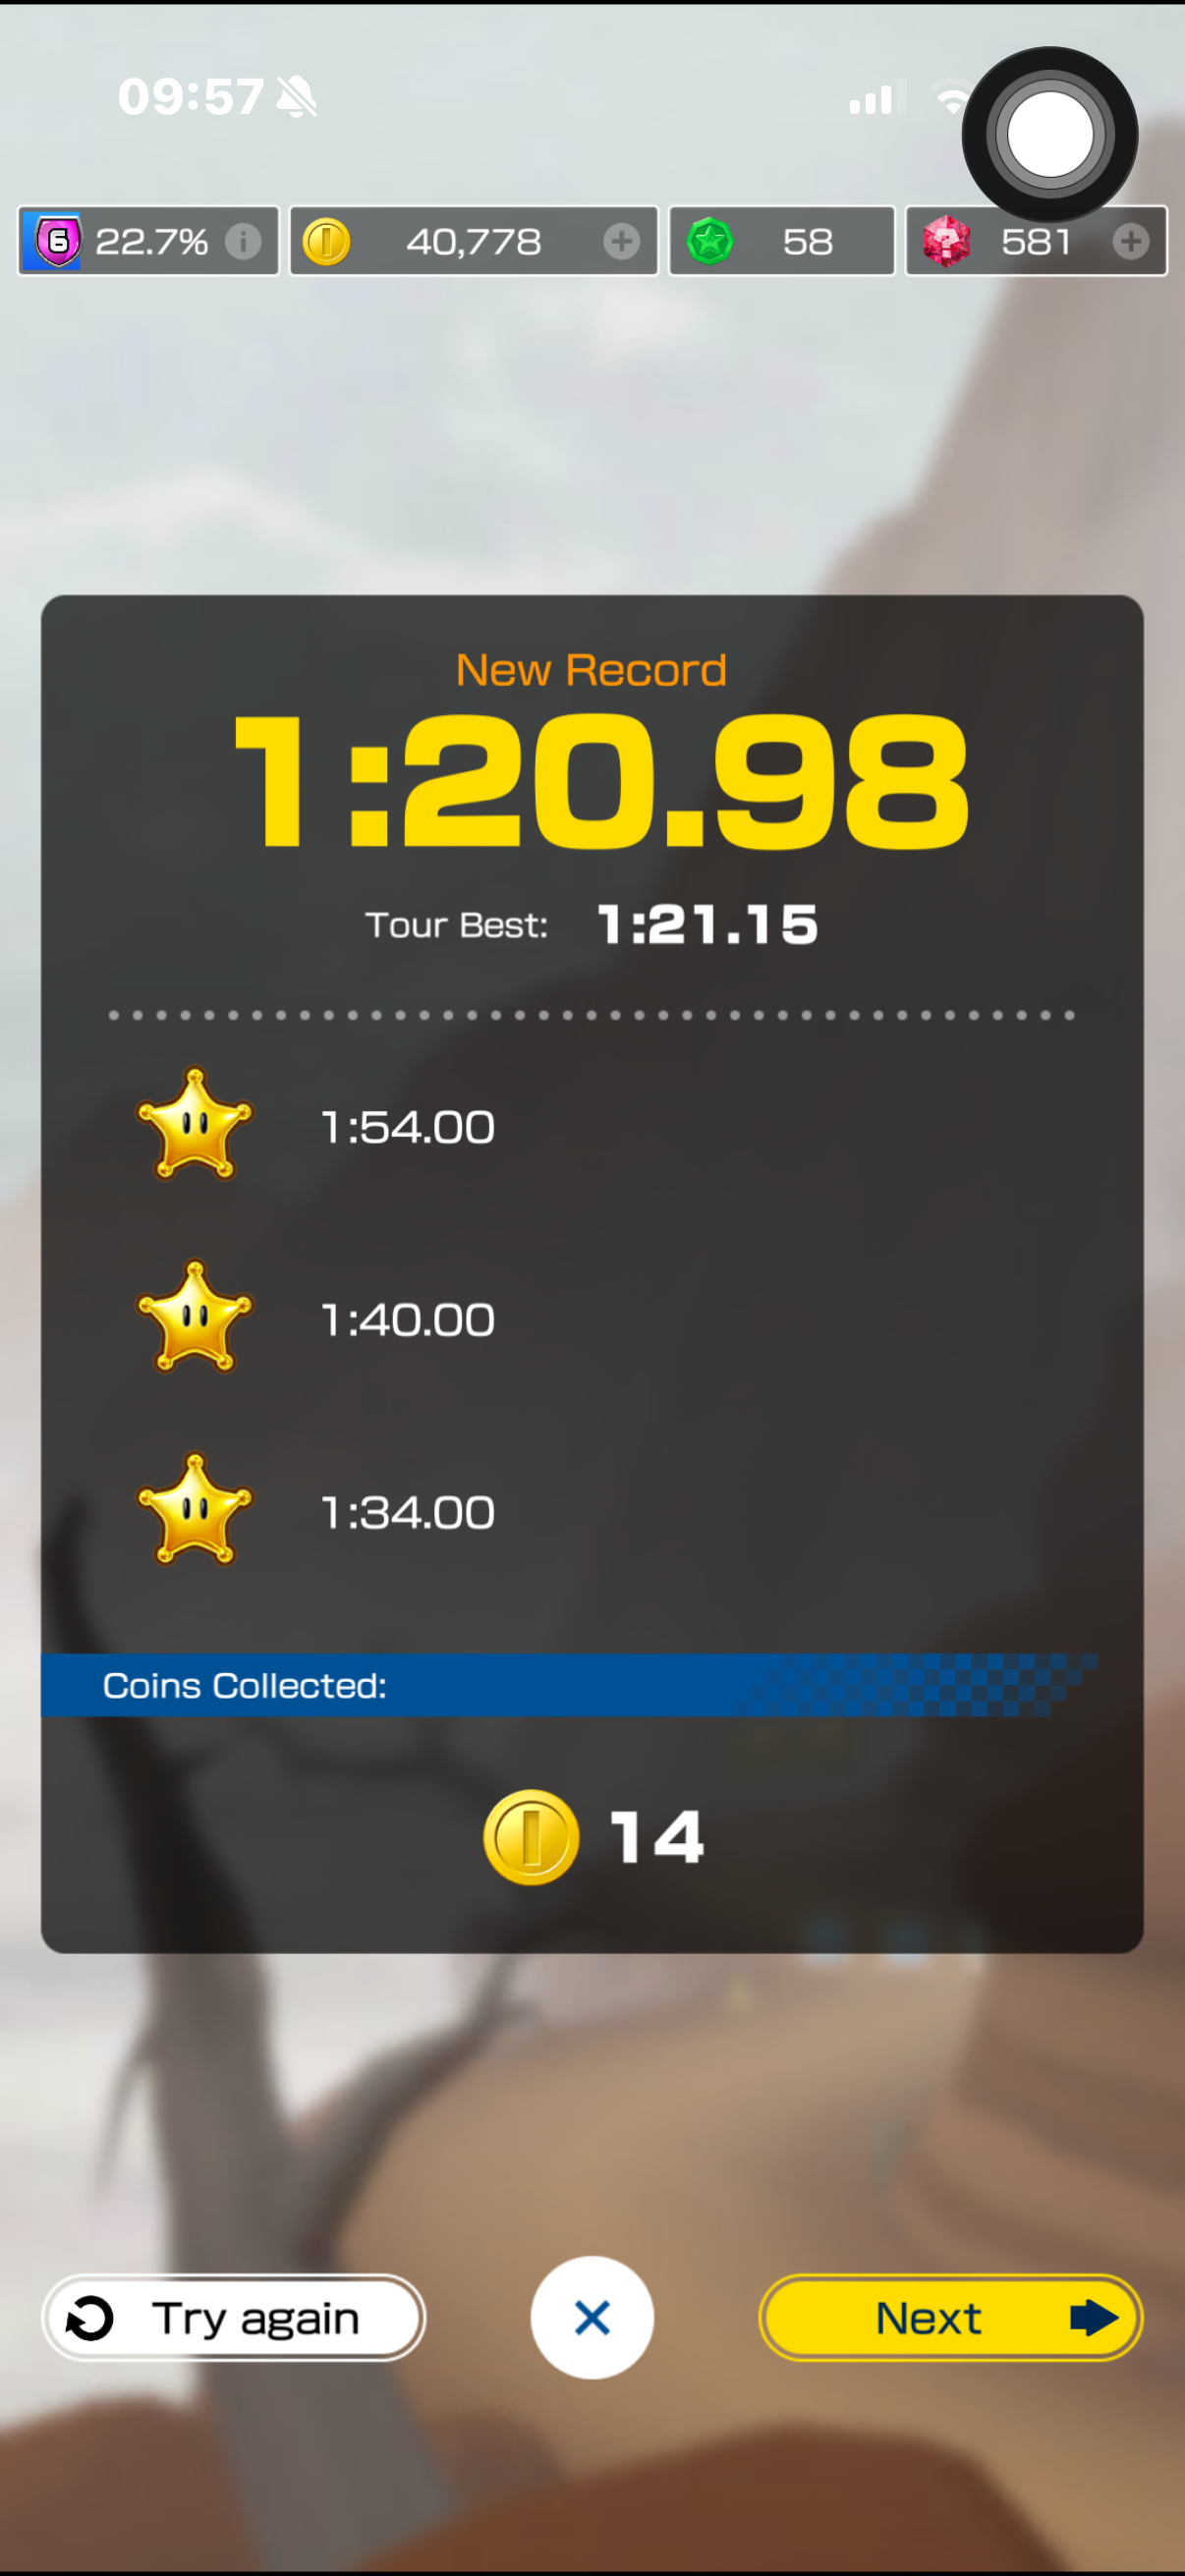 09:57
6 22.7% i 40,778 + 58 ? 581 +
New Record
1:20.98
Tour Best: 1:21.15
1:54.00
1:40.00
1:34.00
Coins Collected:
14
Try again × Next